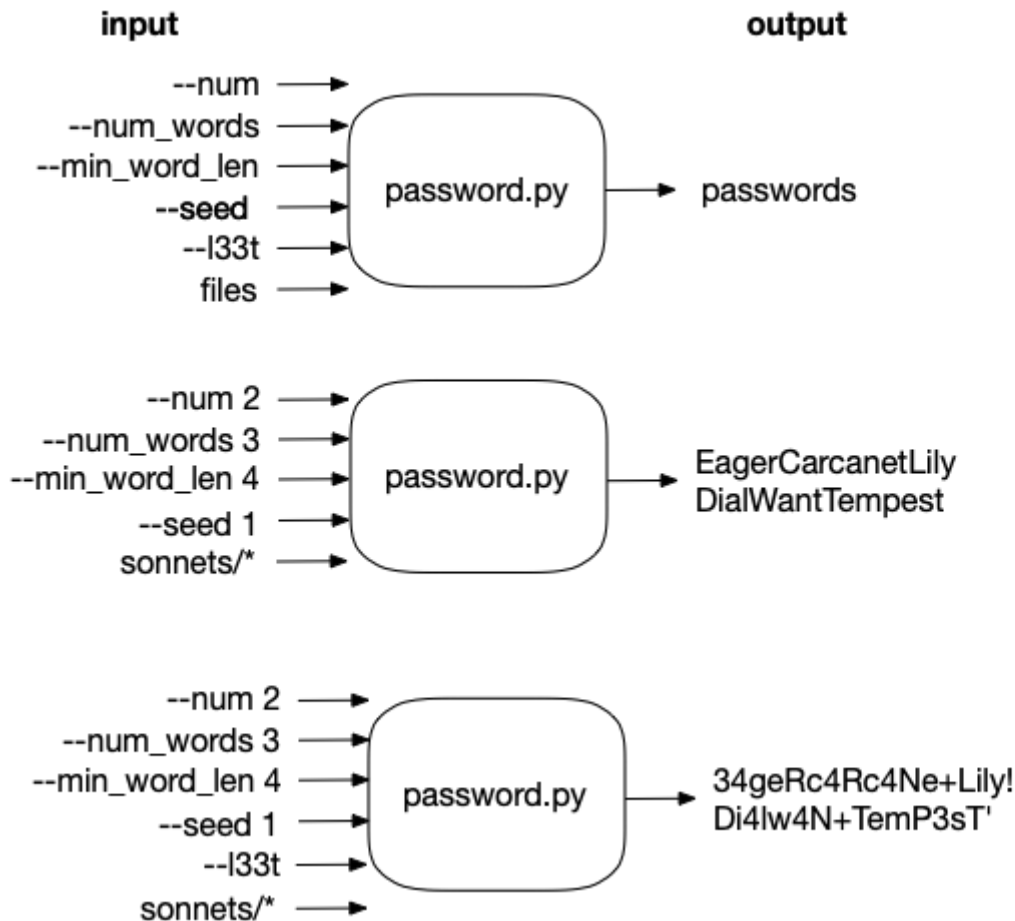 input
output
--num
--num_words
--min_word_len
--seed
--l33t
files
password.py
passwords
--num 2
--num_words 3
--min_word_len 4
--seed 1
sonnets/*
password.py
EagerCarcanetLily
DialWantTempest
--num 2
--num_words 3
--min_word_len 4
--seed 1
--l33t
sonnets/*
password.py
34geRc4Rc4Ne+Lily!
Di4lw4N+TemP3sT'